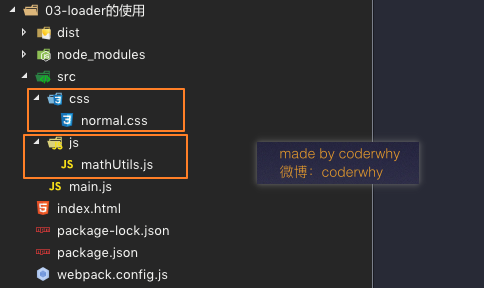 03-loader的使用
dist
node_modules
src
css
normal.css
js
JS mathUtils.js
JS main.js
index.html
package-lock.json
package.json
webpack.config.js
made by coderwhy
微博：coderwhy